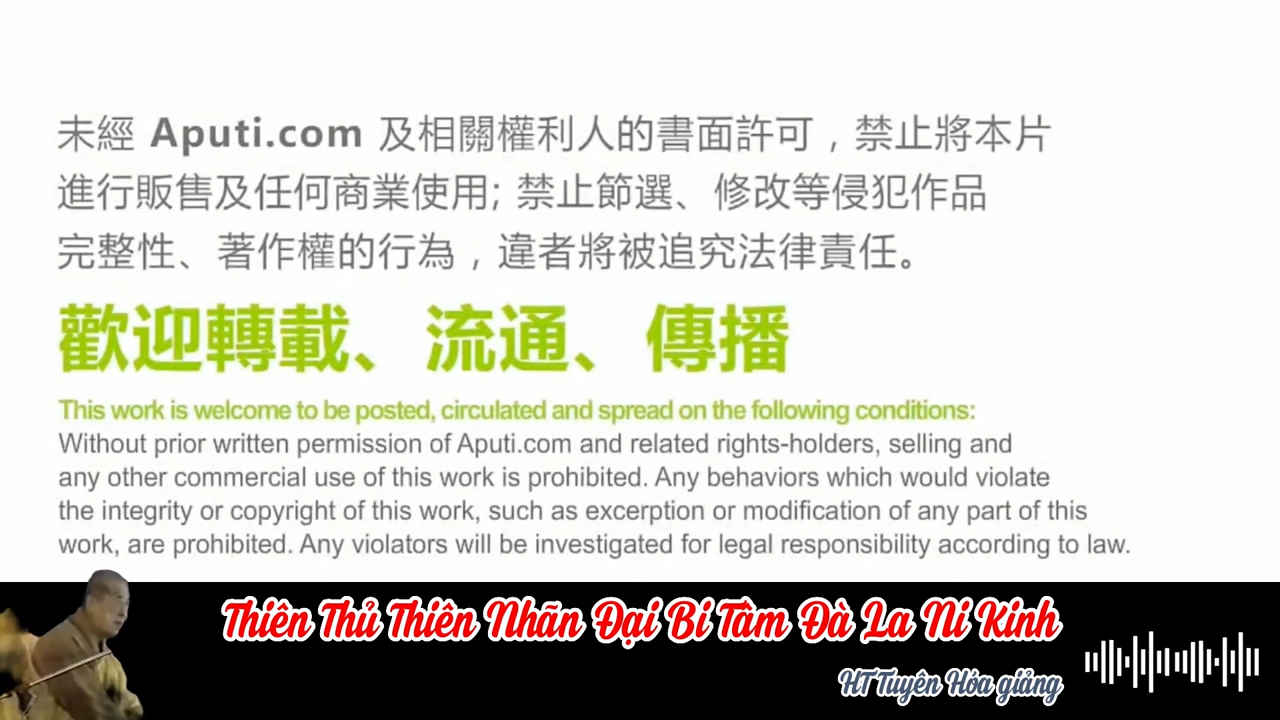 未經 Aputi.com 及相關權利人的書面許可，禁止將本片
進行販售及任何商業使用; 禁止節選、修改等侵犯作品
完整性、著作權的行為，違者將被追究法律責任。
歡迎轉載、流通、傳播
This work is welcome to be posted, circulated and spread on the following conditions:
Without prior written permission of Aputi.com and related rights-holders, selling and
any other commercial use of this work is prohibited. Any behaviors which would violate
the integrity or copyright of this work, such as excerption or modification of any part of this
work, are prohibited. Any violators will be investigated for legal responsibility according to law.
Thiên Thủ Thiên Nhãn Đại Bi Tâm Đà La Ni Kinh
HT Tuyên Hóa giảng